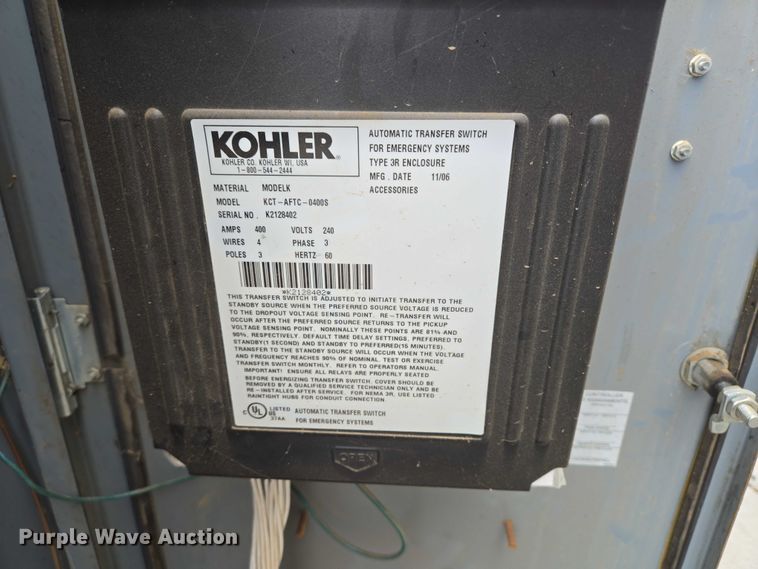 KOHLER®
KOHLER CO. KOHLER WI. USA
1-800-544-2444
AUTOMATIC TRANSFER SWITCH
FOR EMERGENCY SYSTEMS
TYPE 3R ENCLOSURE
MFG. DATE 11/06
ACCESSORIES
MATERIAL MODELK
MODEL KCT-AFTC-0400S
SERIAL NO. K2128402
AMPS 400 VOLTS 240
WIRES 4 PHASE 3
POLES 3 HERTZ 60
*K2128402*
THIS TRANSFER SWITCH IS ADJUSTED TO INITIATE TRANSFER TO THE
STANDBY SOURCE WHEN THE PREFERRED SOURCE VOLTAGE IS REDUCED
TO THE DROPOUT VOLTAGE SENSING POINT. RE-TRANSFER WILL
OCCUR AFTER THE PREFERRED SOURCE RETURNS TO THE PICKUP
VOLTAGE SENSING POINT. NOMINALLY THESE POINTS ARE 81% AND
90%, RESPECTIVELY. DEFAULT TIME DELAY SETTINGS, PREFERRED TO
STANDBY(1 SECOND) AND STANDBY TO PREFERRED(15 MINUTES).
TRANSFER TO THE STANDBY SOURCE WILL OCCUR WHEN THE VOLTAGE
AND FREQUENCY REACHES 90% OF NOMINAL. TEST OR EXERCISE
TRANSFER SWITCH MONTHLY. REFER TO OPERATORS MANUAL.
IMPORTANT! ENSURE ALL RELAYS ARE PROPERLY SEATED
BEFORE ENERGIZING TRANSFER SWITCH. COVER SHOULD BE
REMOVED BY A QUALIFIED SERVICE TECHNICIAN ONLY AND BE
RE-INSTALLED AFTER SERVICE. FOR NEMA 3R, USE LISTED
RAINTIGHT HUBS FOR CONDUIT CONNECTION.
C UL US LISTED 37AA
AUTOMATIC TRANSFER SWITCH
FOR EMERGENCY SYSTEMS
OPEN
CONTROLLER
Purple Wave Auction